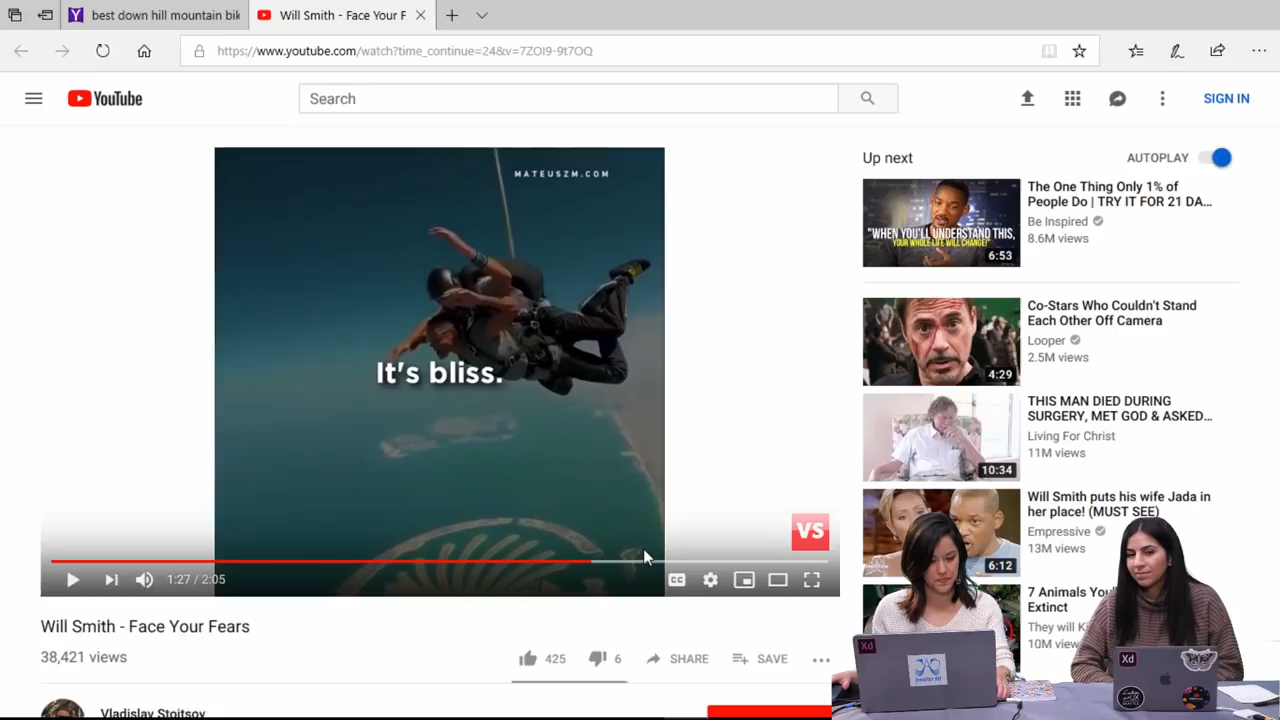 best down hill mountain bik
Will Smith - Face Your F
https://www.youtube.com/watch?time_continue=24&v=7ZOI9-9t7OQ
YouTube
Search
SIGN IN
MATEUSZM.COM
It's bliss.
VS
1:27 / 2:05
CC
Will Smith - Face Your Fears
38,421 views
425
6
SHARE
SAVE
Vladislav Stoitsov
Up next
AUTOPLAY
"WHEN YOU'LL UNDERSTAND THIS,
YOUR WHOLE LIFE WILL CHANGE!"
6:53
The One Thing Only 1% of
People Do | TRY IT FOR 21 DA...
Be Inspired
8.6M views
4:29
Co-Stars Who Couldn't Stand
Each Other Off Camera
Looper
2.5M views
10:34
THIS MAN DIED DURING
SURGERY, MET GOD & ASKED...
Living For Christ
11M views
6:12
Will Smith puts his wife Jada in
her place! (MUST SEE)
Empressive
13M views
7 Animals You
Extinct
They will Ki
10M view
Xd
Jennifer AB
Xd